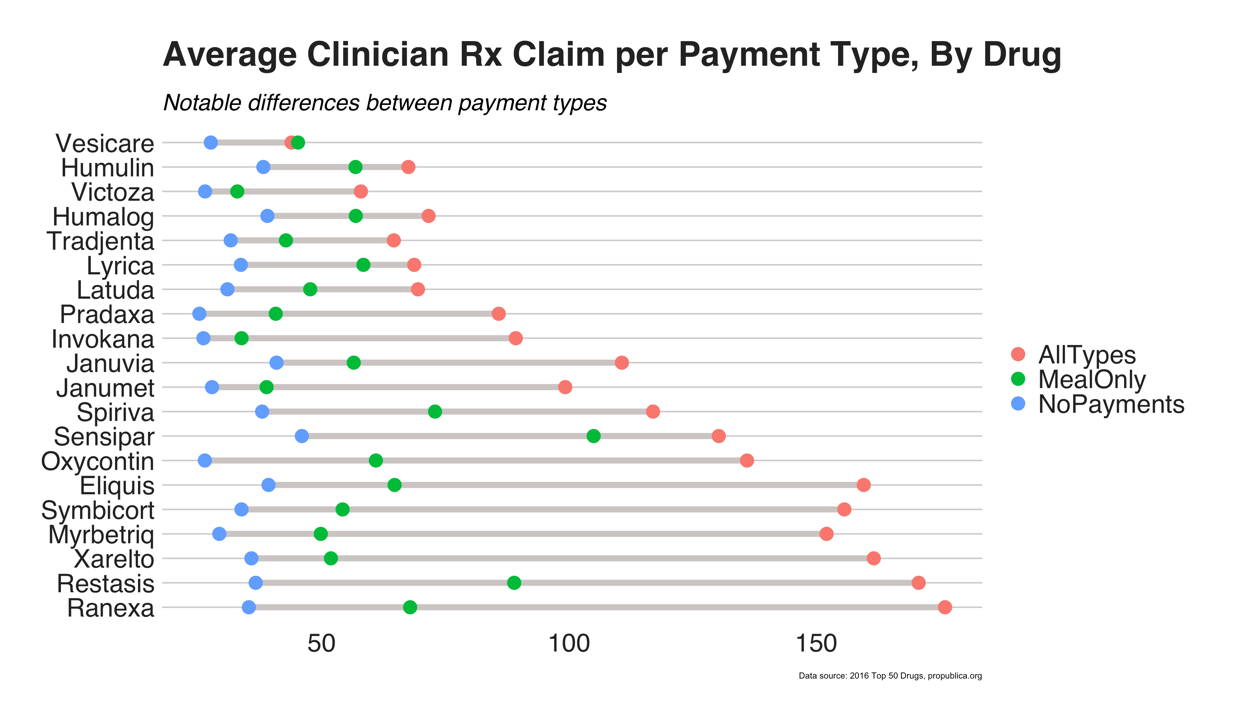 Average Clinician Rx Claim per Payment Type, By Drug
Notable differences between payment types
Vesicare
Humulin
Victoza
Humalog
Tradjenta
Lyrica
Latuda
Pradaxa
Invokana
Januvia
Janumet
Spiriva
Sensipar
Oxycontin
Eliquis
Symbicort
Myrbetriq
Xarelto
Restasis
Ranexa
50 100 150
AllTypes
MealOnly
NoPayments
Data source: 2016 Top 50 Drugs, propublica.org